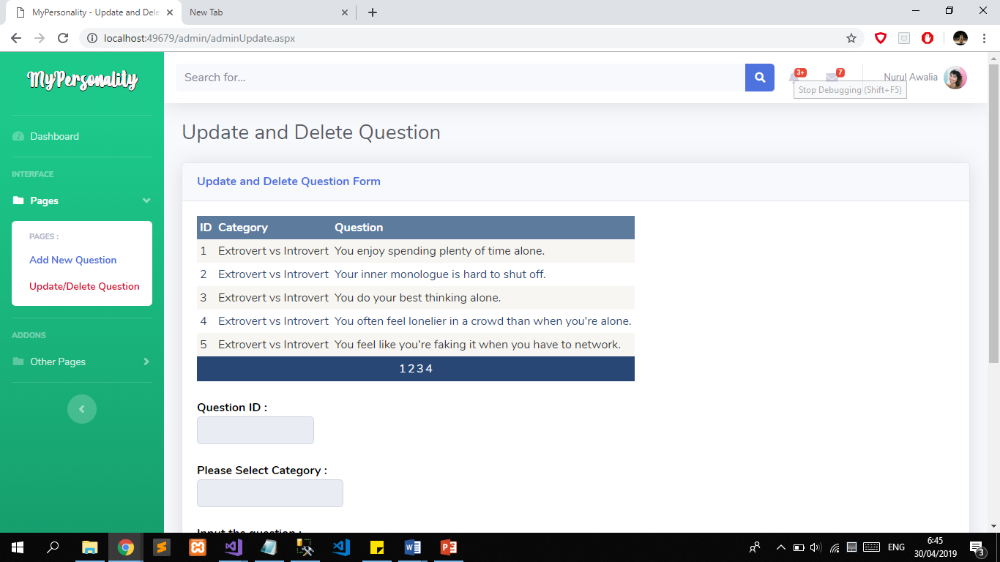 MyPersonality - Update and Dele
New Tab
localhost:49679/admin/adminUpdate.aspx
MyPersonality
Search for...
3+
7
Nurul Awalia
Stop Debugging (Shift+F5)
Dashboard
INTERFACE
Pages
PAGES :
Add New Question
Update/Delete Question
ADDONS
Other Pages
Update and Delete Question
Update and Delete Question Form
ID Category Question
1 Extrovert vs Introvert You enjoy spending plenty of time alone.
2 Extrovert vs Introvert Your inner monologue is hard to shut off.
3 Extrovert vs Introvert You do your best thinking alone.
4 Extrovert vs Introvert You often feel lonelier in a crowd than when you're alone.
5 Extrovert vs Introvert You feel like you're faking it when you have to network.
1 2 3 4
Question ID :
Please Select Category :
Input the question :
ENG
6:45
30/04/2019
3